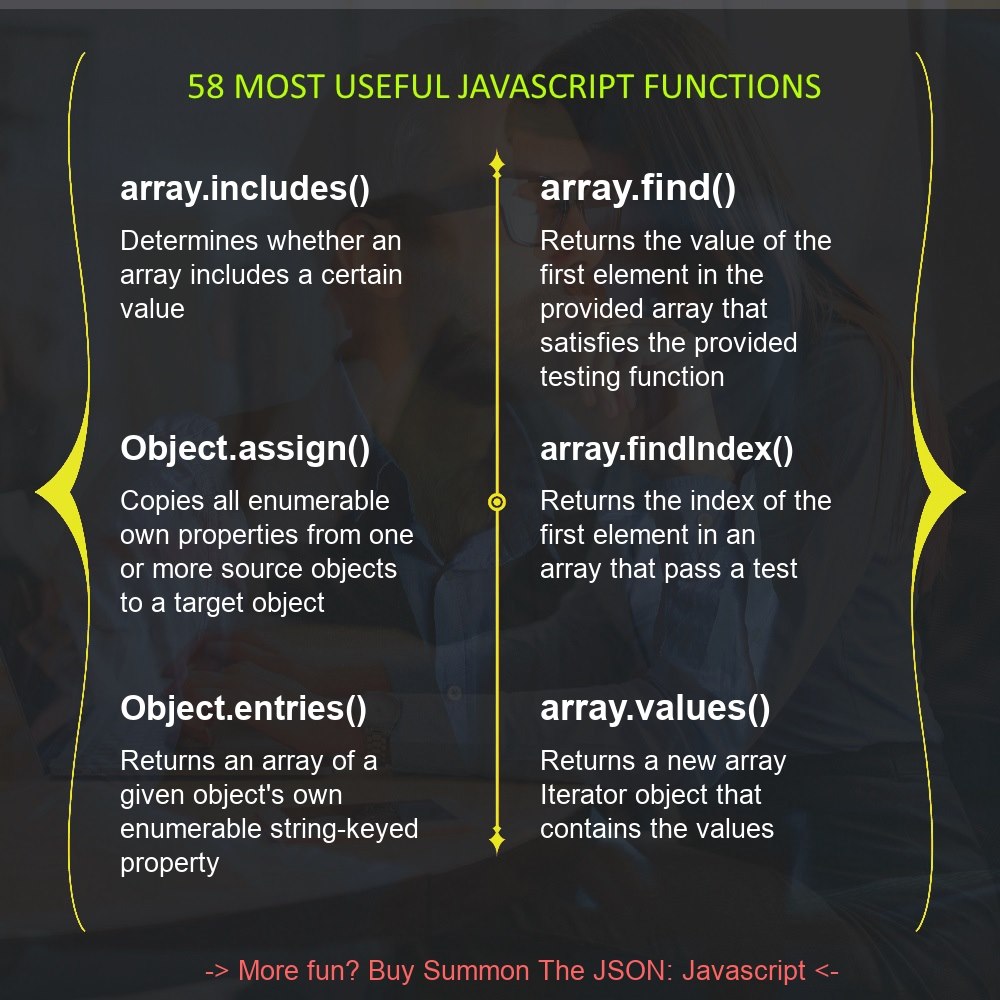 58 MOST USEFUL JAVASCRIPT FUNCTIONS
array.includes()
Determines whether an
array includes a certain
value
array.find()
Returns the value of the
first element in the
provided array that
satisfies the provided
testing function
Object.assign()
Copies all enumerable
own properties from one
or more source objects
to a target object
array.findIndex()
Returns the index of the
first element in an
array that pass a test
Object.entries()
Returns an array of a
given object's own
enumerable string-keyed
property
array.values()
Returns a new array
Iterator object that
contains the values
-> More fun? Buy Summon The JSON: Javascript <-